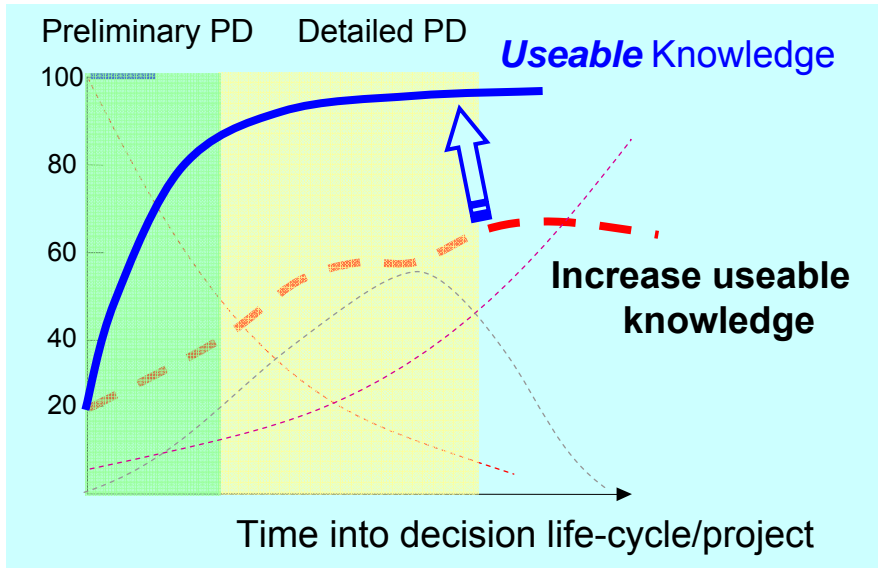 Preliminary PD
Detailed PD
Useable Knowledge
100
80
60
40
20
Increase useable
knowledge
Time into decision life-cycle/project